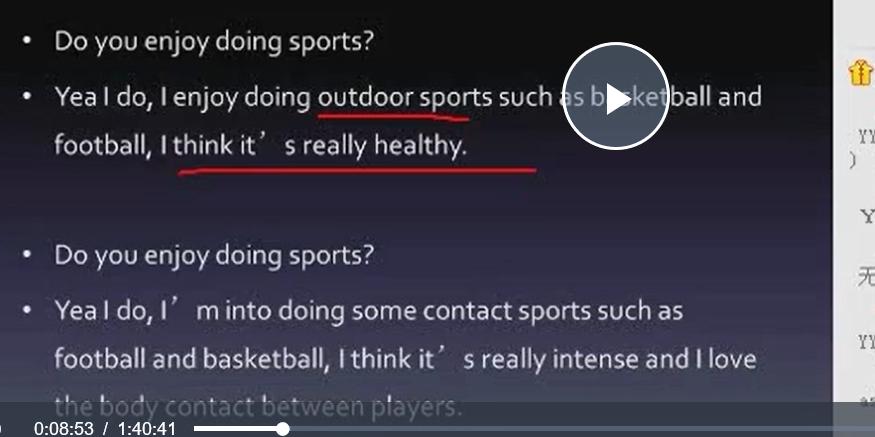 • Do you enjoy doing sports?
• Yea I do, I enjoy doing outdoor sports such as basketball and
football, I think it's really healthy.
• Do you enjoy doing sports?
• Yea I do, I'm into doing some contact sports such as
football and basketball, I think it's really intense and I love
the body contact between players.
0:08:53 / 1:40:41
YY
)
Y
无
YY